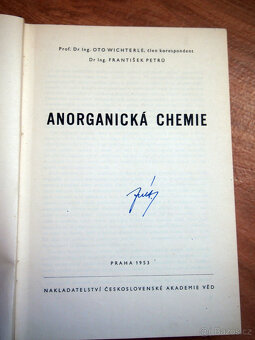 Prof. Dr Ing. OTO WICHTERLE, člen korespondent
Dr Ing. FRANTIŠEK PETRŮ
ANORGANICKÁ CHEMIE
PRAHA 1953
NAKLADATELSTVÍ ČESKOSLOVENSKÉ AKADEMIE VĚD